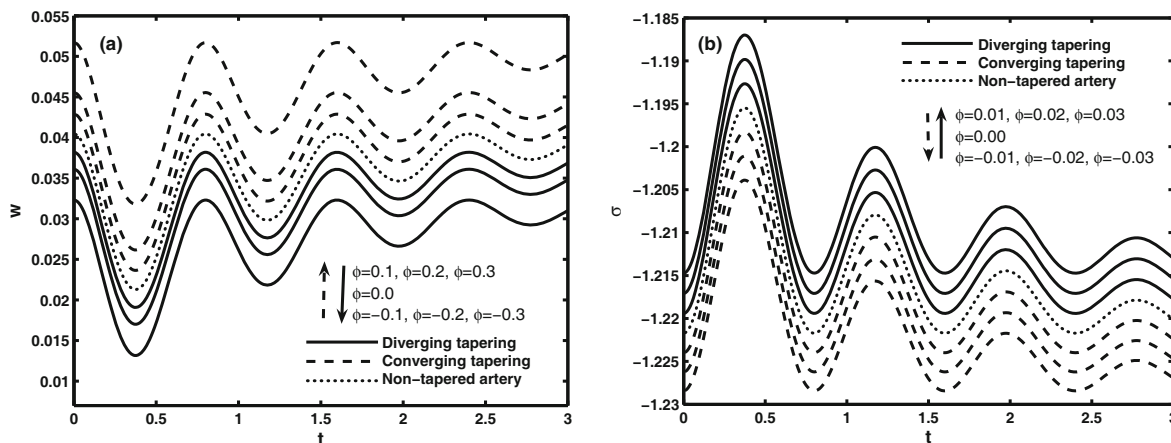 (a)
0.055
0.05
0.045
0.04
0.035
0.03
0.025
0.02
0.015
0.01
w
ϕ=0.1, ϕ=0.2, ϕ=0.3
ϕ=0.0
ϕ=−0.1, ϕ=−0.2, ϕ=−0.3
Diverging tapering
Converging tapering
Non−tapered artery
0 0.5 1 1.5 2 2.5 3
t
(b)
−1.185
−1.19
−1.195
−1.2
−1.205
−1.21
−1.215
−1.22
−1.225
−1.23
σ
Diverging tapering
Converging tapering
Non−tapered artery
ϕ=0.01, ϕ=0.02, ϕ=0.03
ϕ=0.00
ϕ=−0.01, ϕ=−0.02, ϕ=−0.03
0 0.5 1 1.5 2 2.5 3
t